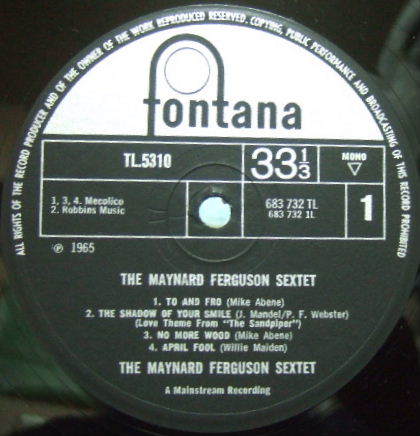 ALL RIGHTS OF THE RECORD PRODUCER AND OF THE OWNER OF THE WORK REPRODUCED RESERVED. COPYING, PUBLIC PERFORMANCE AND BROADCASTING OF THIS RECORD PROHIBITED
fontana
TL.5310
33⅓
MONO
▽
1, 3, 4. Mecolico
2. Robbins Music
683 732 TL
683 732 1L
1
℗ 1965
THE MAYNARD FERGUSON SEXTET
1. TO AND FRO (Mike Abene)
2. THE SHADOW OF YOUR SMILE (J. Mandel/P. F. Webster)
(Love Theme From "The Sandpiper")
3. NO MORE WOOD (Mike Abene)
4. APRIL FOOL (Willie Maiden)
THE MAYNARD FERGUSON SEXTET
A Mainstream Recording